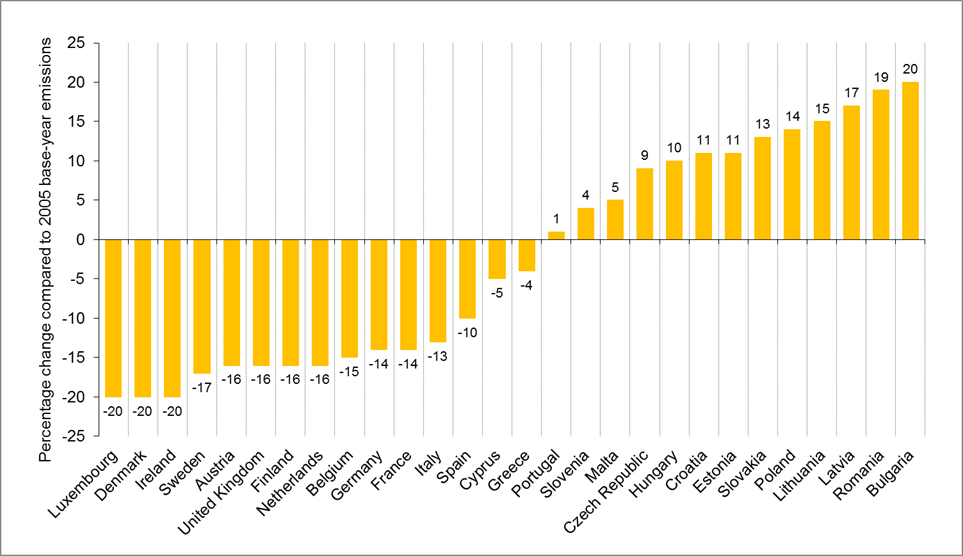 Percentage change compared to 2005 base-year emissions
25
20
15
10
5
0
-5
-10
-15
-20
-25
-20
-20
-20
-17
-16
-16
-16
-16
-15
-14
-14
-13
-10
-5
-4
1
4
5
9
10
11
11
13
14
15
17
19
20
Luxembourg
Denmark
Ireland
Sweden
Austria
United Kingdom
Finland
Netherlands
Belgium
Germany
France
Italy
Spain
Cyprus
Greece
Portugal
Slovenia
Malta
Czech Republic
Hungary
Croatia
Estonia
Slovakia
Poland
Lithuania
Latvia
Romania
Bulgaria